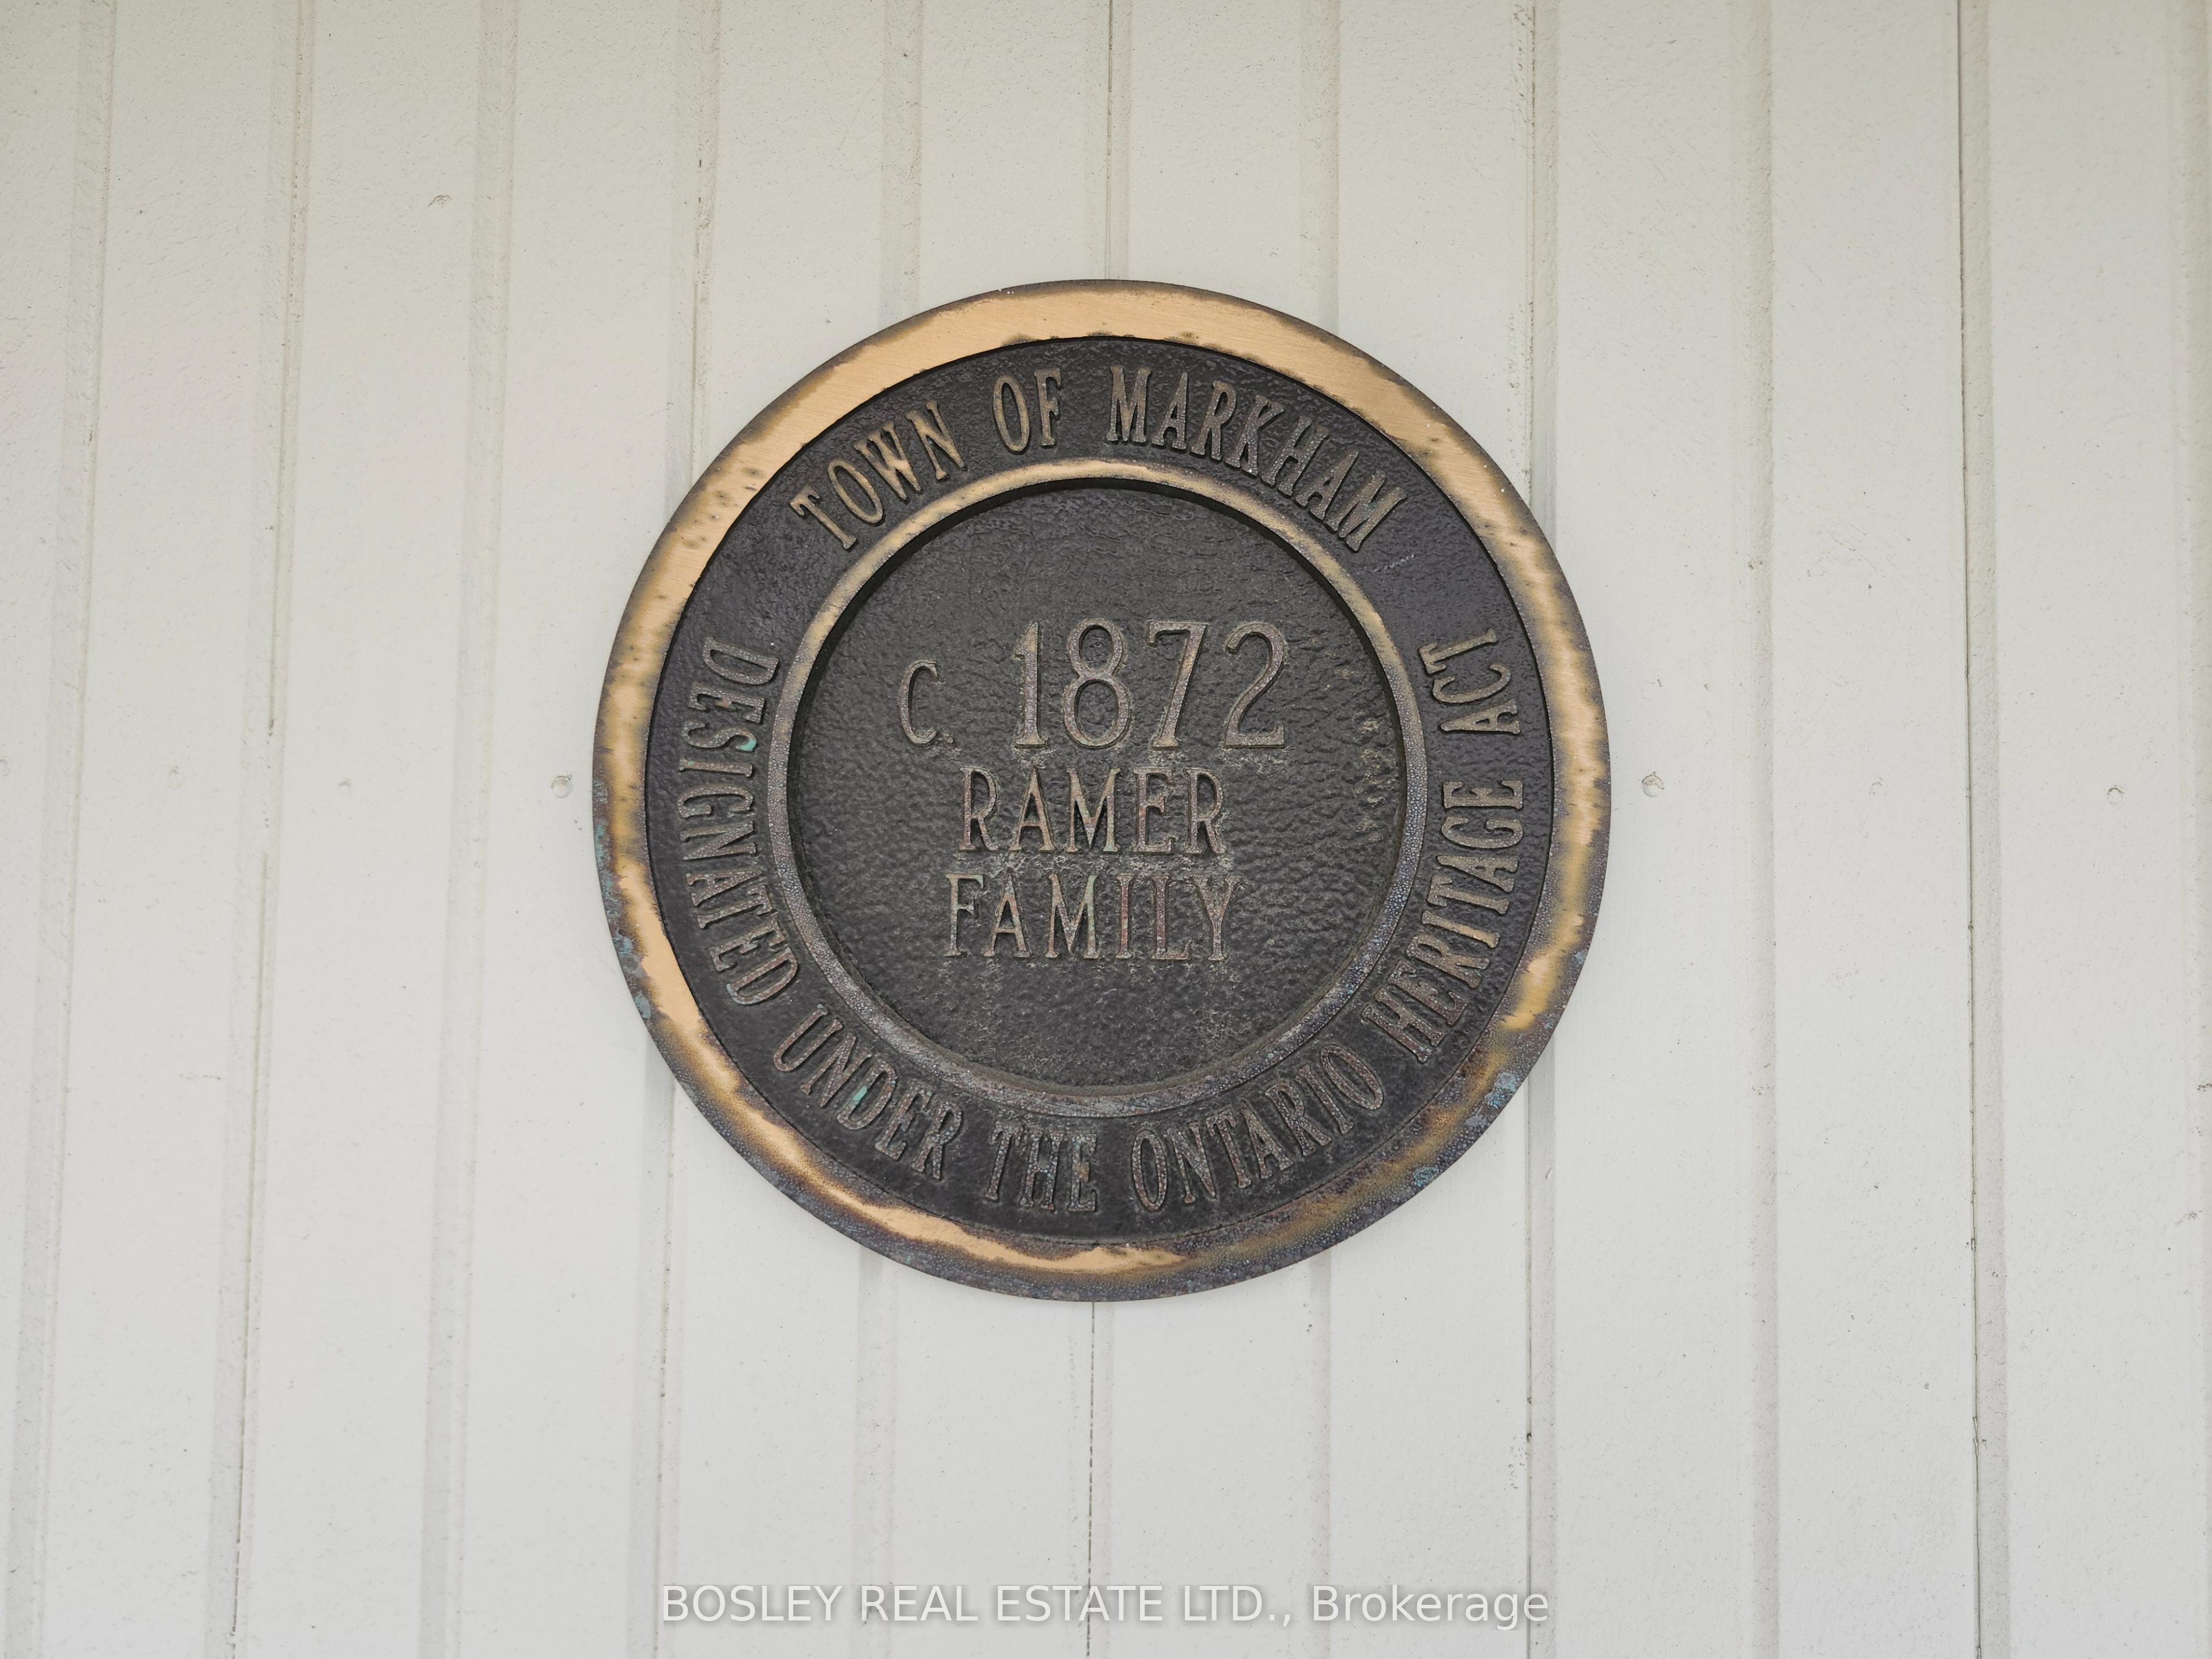 TOWN OF MARKHAM
C. 1872
RAMER
FAMILY
DESIGNATED UNDER THE ONTARIO HERITAGE ACT
BOSLEY REAL ESTATE LTD., Brokerage